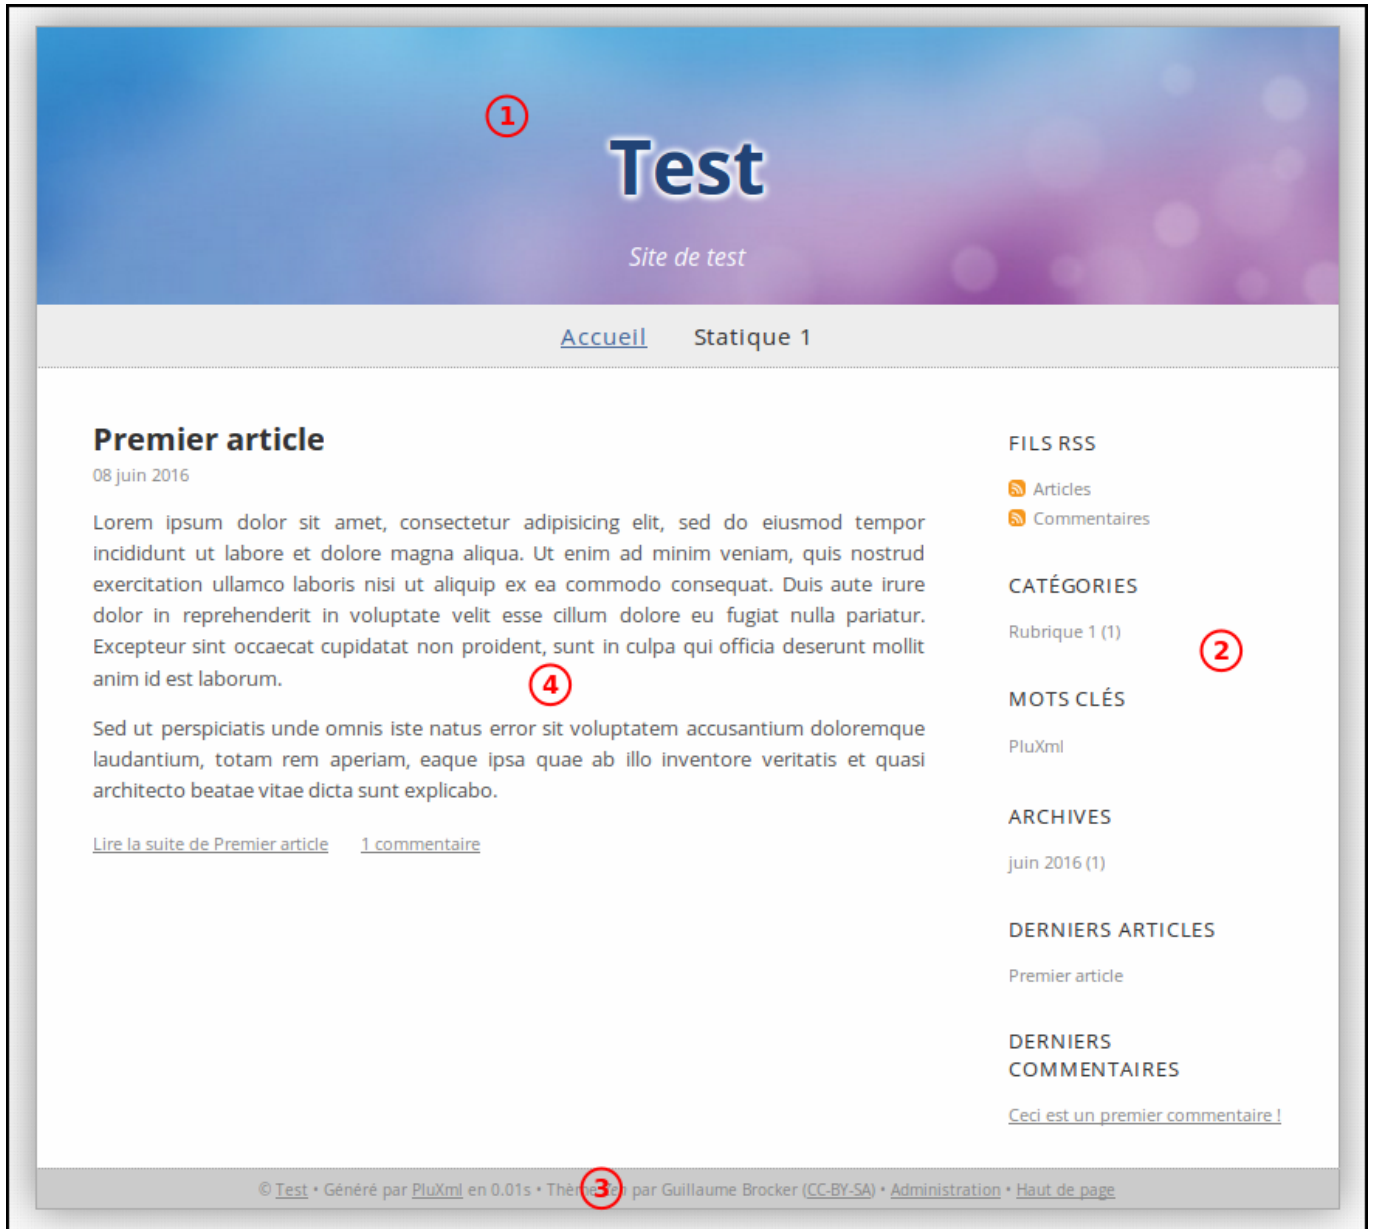 1
Test
Site de test
Accueil Statique 1
Premier article
08 juin 2016
Lorem ipsum dolor sit amet, consectetur adipisicing elit, sed do eiusmod tempor
incididunt ut labore et dolore magna aliqua. Ut enim ad minim veniam, quis nostrud
exercitation ullamco laboris nisi ut aliquip ex ea commodo consequat. Duis aute irure
dolor in reprehenderit in voluptate velit esse cillum dolore eu fugiat nulla pariatur.
Excepteur sint occaecat cupidatat non proident, sunt in culpa qui officia deserunt mollit
anim id est laborum.
4
Sed ut perspiciatis unde omnis iste natus error sit voluptatem accusantium doloremque
laudantium, totam rem aperiam, eaque ipsa quae ab illo inventore veritatis et quasi
architecto beatae vitae dicta sunt explicabo.
Lire la suite de Premier article 1 commentaire
FILS RSS
Articles
Commentaires
CATÉGORIES
Rubrique 1 (1)
2
MOTS CLÉS
PluXml
ARCHIVES
juin 2016 (1)
DERNIERS ARTICLES
Premier article
DERNIERS
COMMENTAIRES
Ceci est un premier commentaire !
© Test • Généré par PluXml en 0.01s • Thème par Guillaume Brocker (CC-BY-SA) • Administration • Haut de page
3